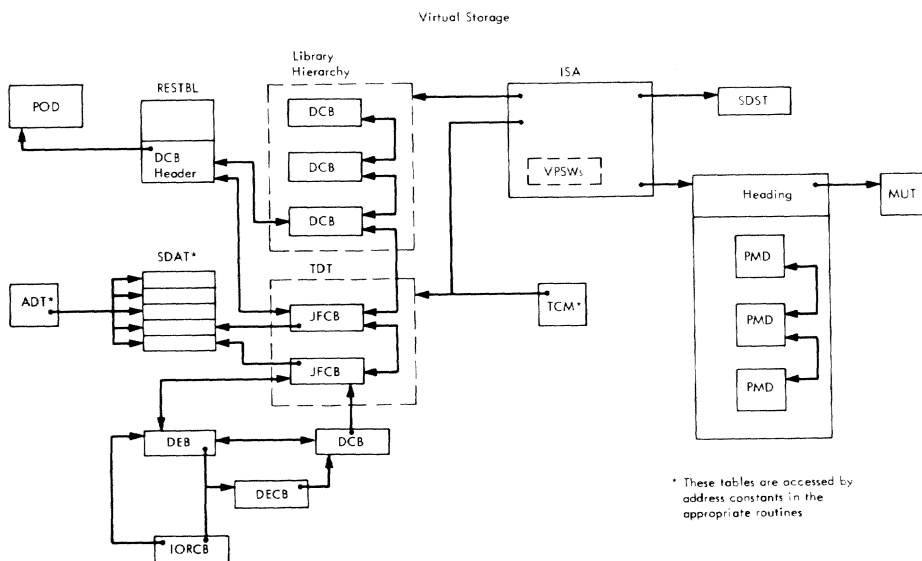 Virtual Storage
Library
Hierarchy
ISA
RESTBL
POD
DCB
SDST
DCB
Header
DCB
VPSWs
DCB
Heading
MUT
SDAT*
TDT
PMD
ADT*
JFCB
TCM*
PMD
JFCB
PMD
DEB
DCB
DECB
* These tables are accessed by
address constants in the
appropriate routines
IORCB